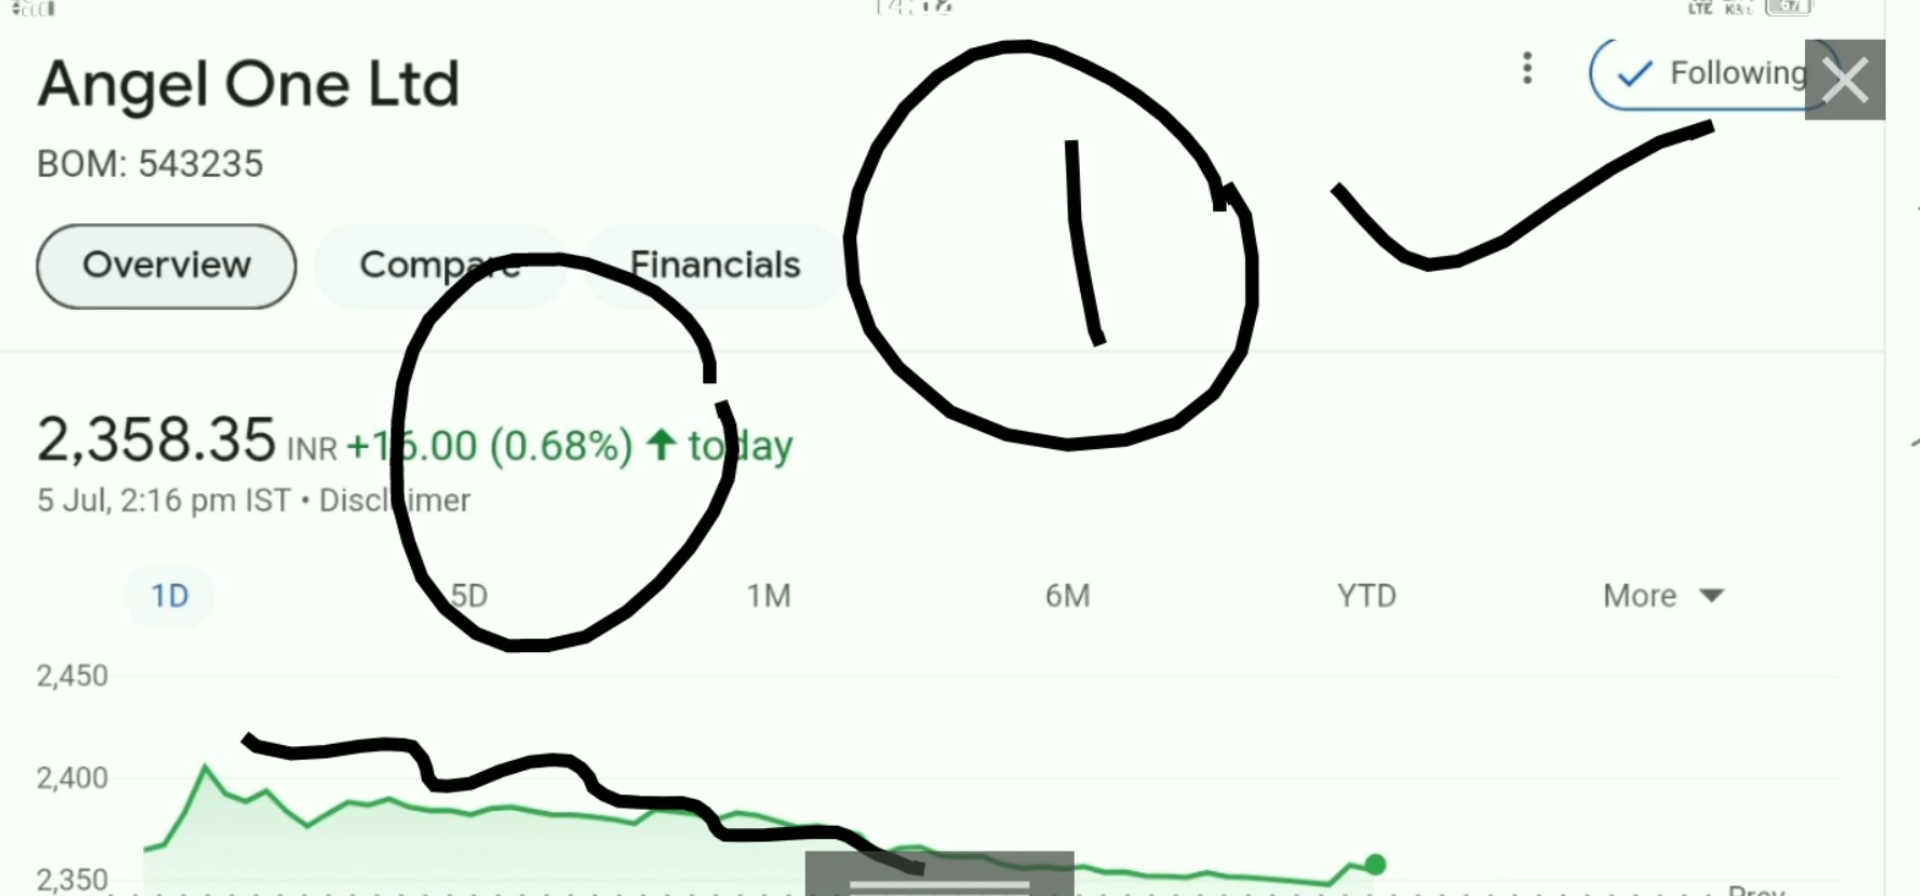 Angel One Ltd
Following
BOM: 543235
Overview Compare Financials
2,358.35 INR +16.00 (0.68%) ↑ today
5 Jul, 2:16 pm IST • Disclaimer
1D 5D 1M 6M YTD More
2,450
2,400
2,350